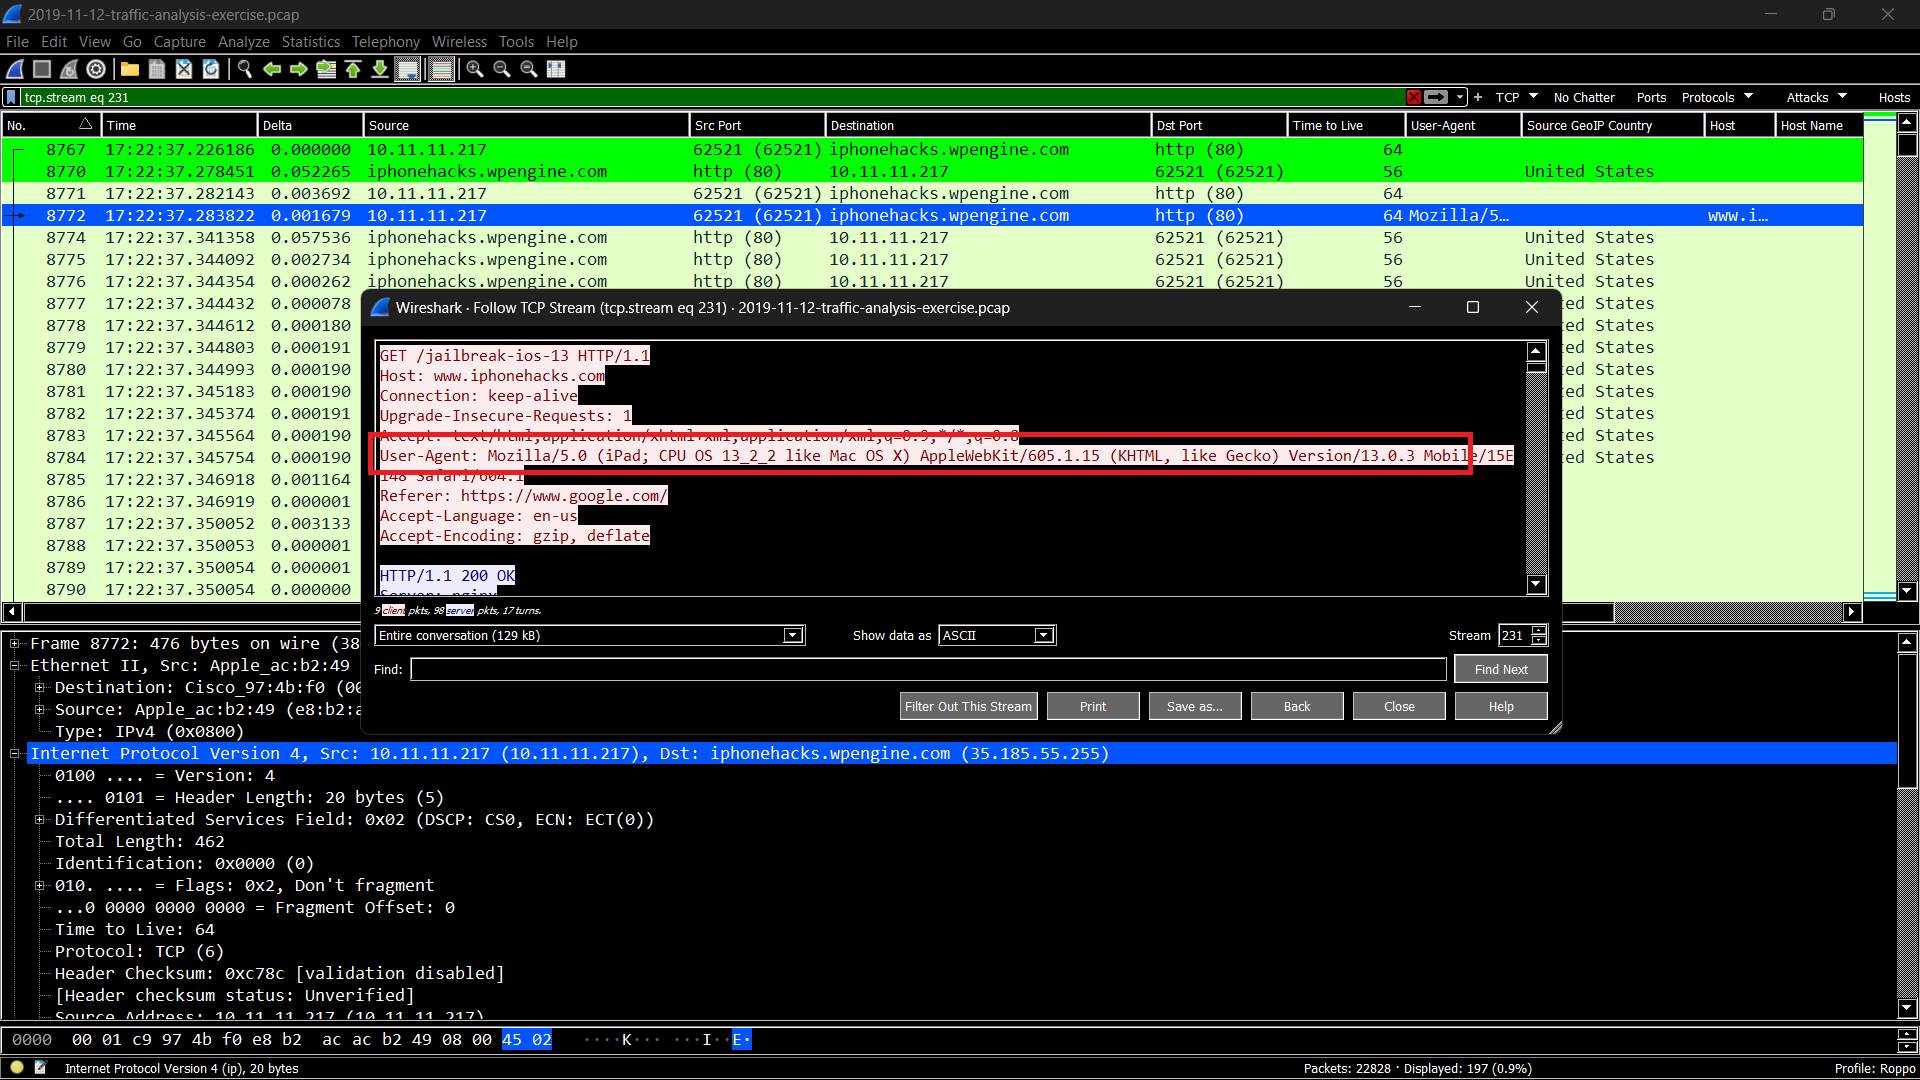 2019-11-12-traffic-analysis-exercise.pcap
File Edit View Go Capture Analyze Statistics Telephony Wireless Tools Help
tcp.stream eq 231 + TCP No Chatter Ports Protocols Attacks Hosts
No. Time Delta Source Src Port Destination Dst Port Time to Live User-Agent Source GeoIP Country Host Host Name
8767 17:22:37.226186 0.000000 10.11.11.217 62521 (62521) iphonehacks.wpengine.com http (80) 64
8770 17:22:37.278451 0.052265 iphonehacks.wpengine.com http (80) 10.11.11.217 62521 (62521) 56 United States
8771 17:22:37.282143 0.003692 10.11.11.217 62521 (62521) iphonehacks.wpengine.com http (80) 64
8772 17:22:37.283822 0.001679 10.11.11.217 62521 (62521) iphonehacks.wpengine.com http (80) 64 Mozilla/5… www.i…
8774 17:22:37.341358 0.057536 iphonehacks.wpengine.com http (80) 10.11.11.217 62521 (62521) 56 United States
8775 17:22:37.344092 0.002734 iphonehacks.wpengine.com http (80) 10.11.11.217 62521 (62521) 56 United States
8776 17:22:37.344354 0.000262 iphonehacks.wpengine.com http (80) 10.11.11.217 62521 (62521) 56 United States
8777 17:22:37.344432 0.000078 ted States
8778 17:22:37.344612 0.000180 ted States
8779 17:22:37.344803 0.000191 ted States
8780 17:22:37.344993 0.000190 ted States
8781 17:22:37.345183 0.000190 ted States
8782 17:22:37.345374 0.000191 ted States
8783 17:22:37.345564 0.000190 ted States
8784 17:22:37.345754 0.000190 ted States
8785 17:22:37.346918 0.001164
8786 17:22:37.346919 0.000001
8787 17:22:37.350052 0.003133
8788 17:22:37.350053 0.000001
8789 17:22:37.350054 0.000001
8790 17:22:37.350054 0.000000
Wireshark · Follow TCP Stream (tcp.stream eq 231) · 2019-11-12-traffic-analysis-exercise.pcap
GET /jailbreak-ios-13 HTTP/1.1
Host: www.iphonehacks.com
Connection: keep-alive
Upgrade-Insecure-Requests: 1
Accept: text/html,application/xhtml+xml,application/xml;q=0.9,*/*;q=0.8
User-Agent: Mozilla/5.0 (iPad; CPU OS 13_2_2 like Mac OS X) AppleWebKit/605.1.15 (KHTML, like Gecko) Version/13.0.3 Mobile/15E
148 Safari/604.1
Referer: https://www.google.com/
Accept-Language: en-us
Accept-Encoding: gzip, deflate
HTTP/1.1 200 OK
Server: nginx
9 client pkts, 98 server pkts, 17 turns.
Entire conversation (129 kB) Show data as ASCII Stream 231
Find: Find Next
Filter Out This Stream Print Save as... Back Close Help
Frame 8772: 476 bytes on wire (38
Ethernet II, Src: Apple_ac:b2:49
Destination: Cisco_97:4b:f0 (00
Source: Apple_ac:b2:49 (e8:b2:a
Type: IPv4 (0x0800)
Internet Protocol Version 4, Src: 10.11.11.217 (10.11.11.217), Dst: iphonehacks.wpengine.com (35.185.55.255)
0100 .... = Version: 4
.... 0101 = Header Length: 20 bytes (5)
Differentiated Services Field: 0x02 (DSCP: CS0, ECN: ECT(0))
Total Length: 462
Identification: 0x0000 (0)
010. .... = Flags: 0x2, Don't fragment
...0 0000 0000 0000 = Fragment Offset: 0
Time to Live: 64
Protocol: TCP (6)
Header Checksum: 0xc78c [validation disabled]
[Header checksum status: Unverified]
Source Address: 10.11.11.217 (10.11.11.217)
0000 00 01 c9 97 4b f0 e8 b2 ac ac b2 49 08 00 45 02 ····K··· ···I··E·
Internet Protocol Version 4 (ip), 20 bytes Packets: 22828 · Displayed: 197 (0.9%) Profile: Roppo